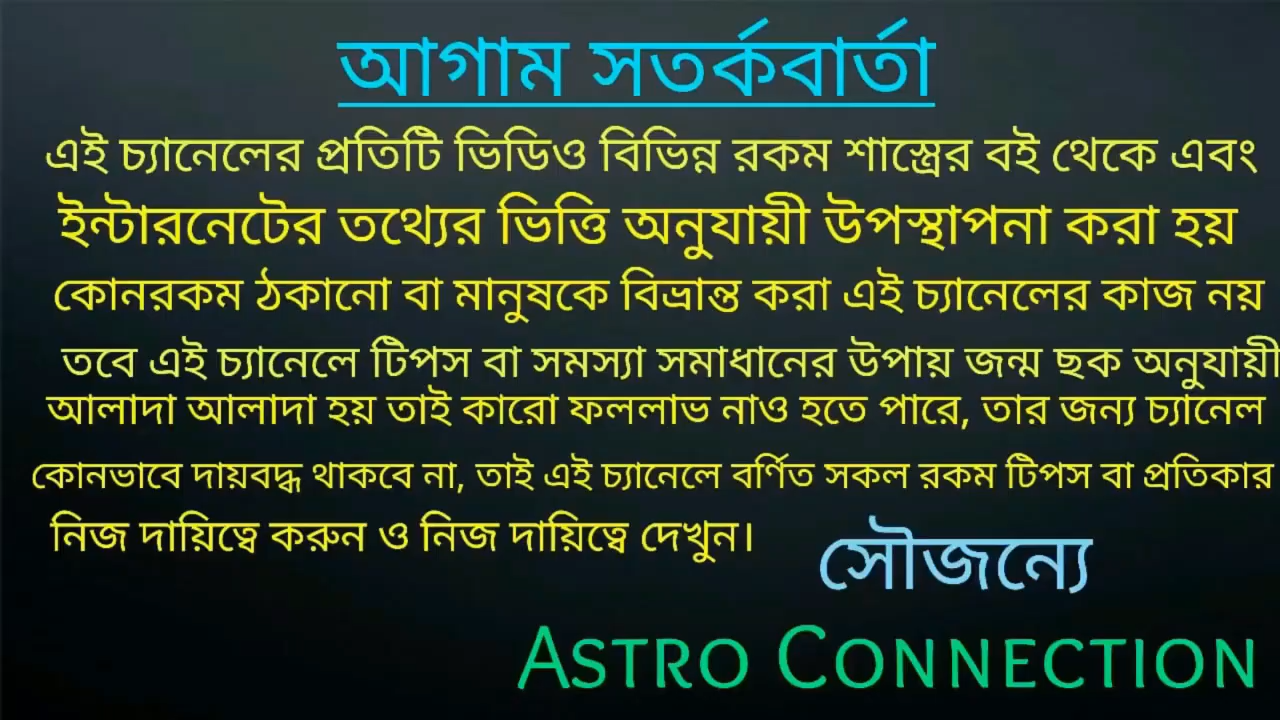 আগাম সতর্কবার্তা
এই চ্যানেলের প্রতিটি ভিডিও বিভিন্ন রকম শাস্ত্রের বই থেকে এবং
ইন্টারনেটের তথ্যের ভিত্তি অনুযায়ী উপস্থাপনা করা হয়
কোনরকম ঠকানো বা মানুষকে বিভ্রান্ত করা এই চ্যানেলের কাজ নয়
তবে এই চ্যানেলে টিপস বা সমস্যা সমাধানের উপায় জন্ম ছক অনুযায়ী
আলাদা আলাদা হয় তাই কারো ফললাভ নাও হতে পারে, তার জন্য চ্যানেল
কোনভাবে দায়বদ্ধ থাকবে না, তাই এই চ্যানেলে বর্ণিত সকল রকম টিপস বা প্রতিকার
নিজ দায়িত্বে করুন ও নিজ দায়িত্বে দেখুন।
সৌজন্যে
ASTRO CONNECTION